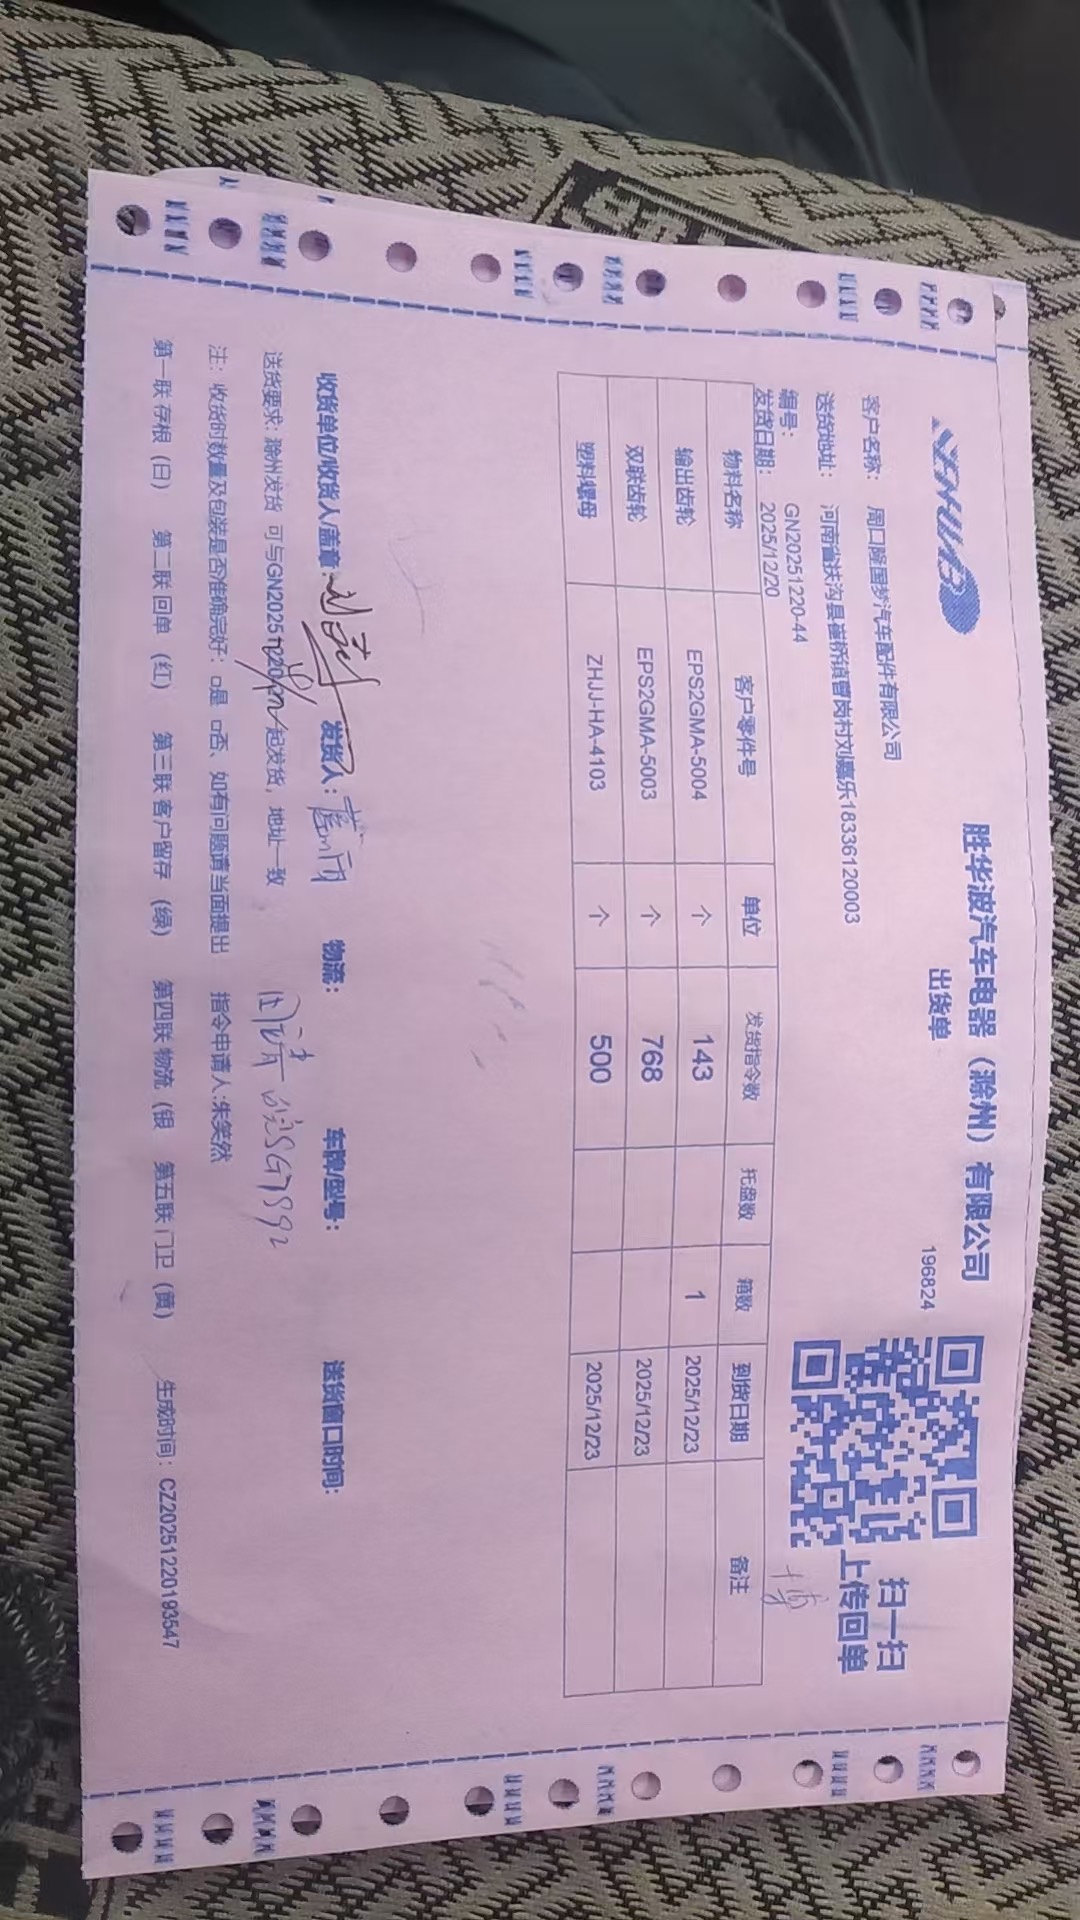 SHUABO
胜华波汽车电器（滁州）有限公司
出货单
196824
扫一扫
上传回单
客户名称： 周口隆国梦汽车配件有限公司
送货地址： 河南省扶沟县崔桥镇曹岗村刘嘉乐18336120003
编号： GN20251220-44
发货日期： 2025/12/20
物料名称 客户零件号 单位 发货指令数 托盘数 箱数 到货日期 备注
输出齿轮 EPS2GMA-5004 个 143 1 2025/12/23
双联齿轮 EPS2GMA-5003 个 768 2025/12/23
塑料螺母 ZHJJ-HA-4103 个 500 2025/12/23
收货单位/收货人/盖章： 发货人： 物流： 车牌/型号： 送货窗口时间：
送货要求：滁州发货 可与GN20251220 一起发货，地址一致
注：收货时数量及包装是否准确完好：□是 □否、如有问题请当面提出 指令申请人:朱笑然
第一联 存根（白） 第二联 回单（红） 第三联 客户留存（绿） 第四联 物流（银 第五联 门卫（黄） 生成时间：CZ20251220193547